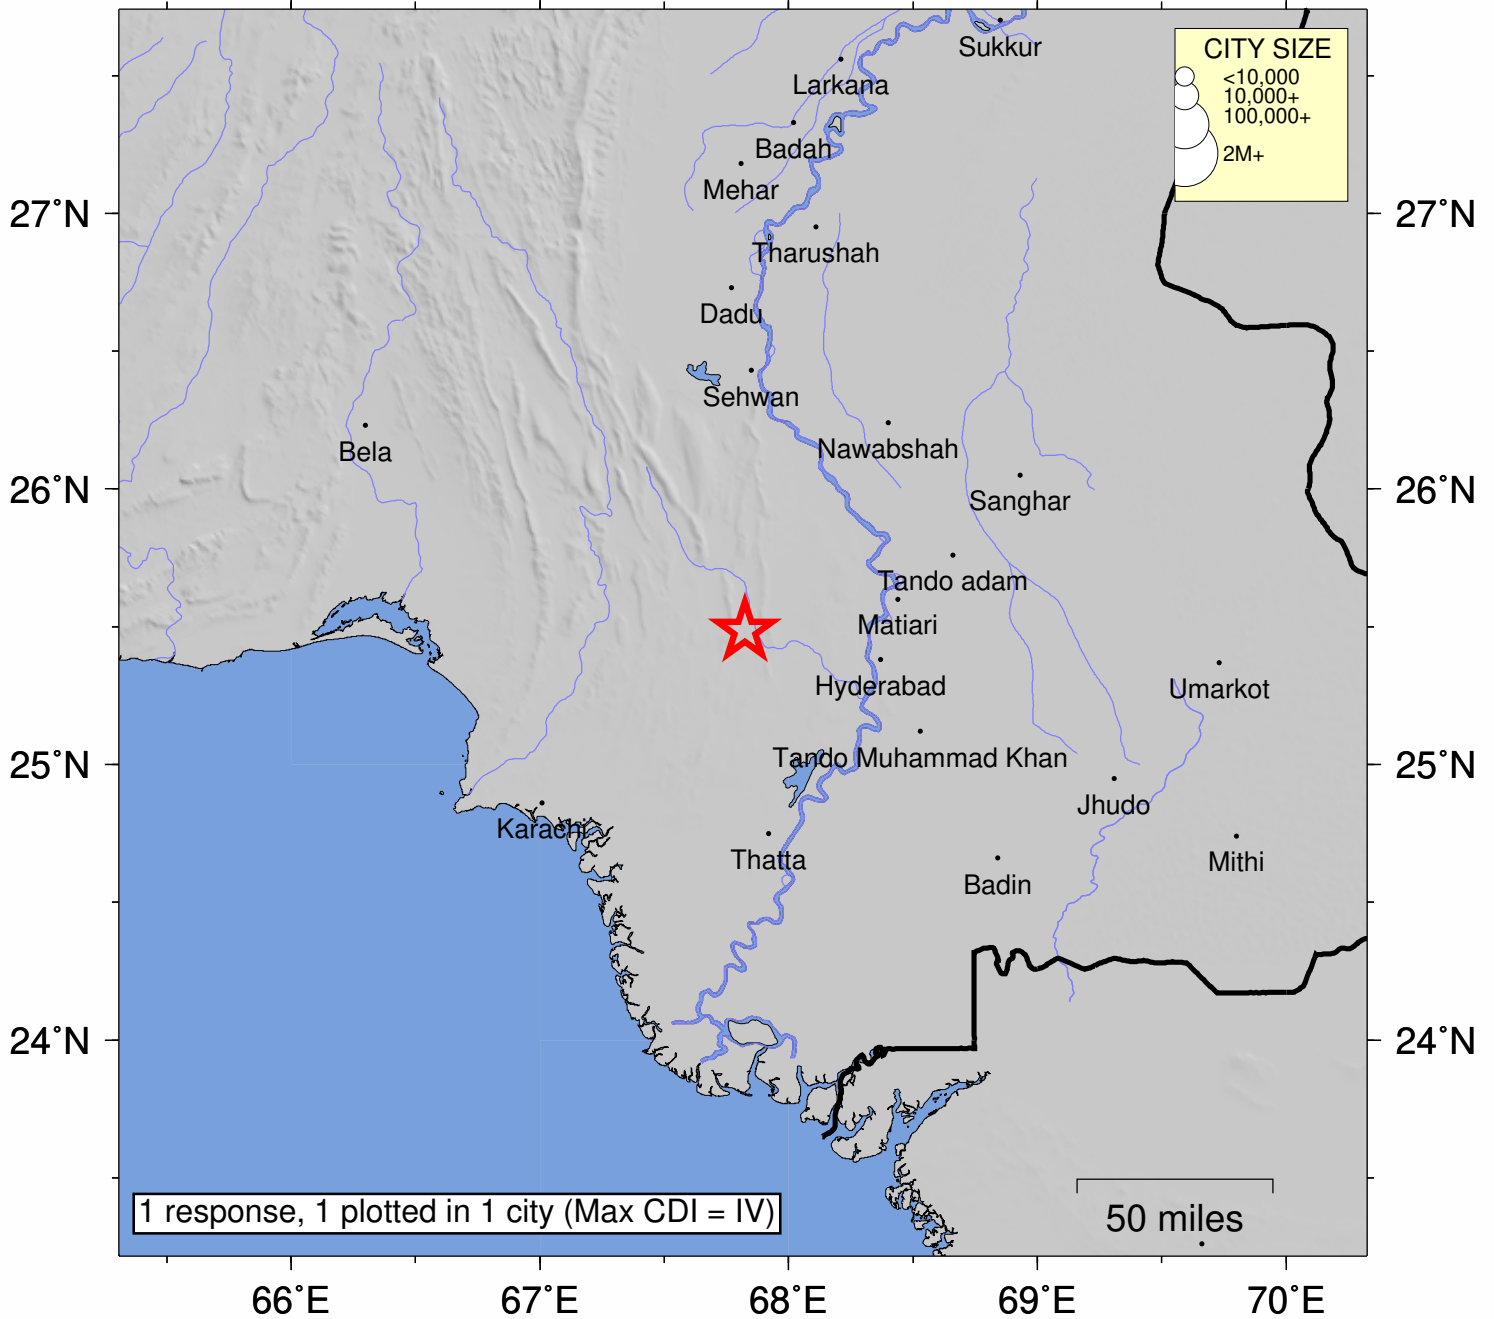 Sukkur
CITY SIZE
<10,000
10,000+
100,000+
2M+
Larkana
Badah
Mehar
27°N
27°N
Tharushah
Dadu
Sehwan
Nawabshah
Bela
26°N
26°N
Sanghar
Tando adam
Matiari
Hyderabad
Umarkot
25°N
25°N
Tando Muhammad Khan
Jhudo
Karachi
Thatta
Mithi
Badin
24°N
24°N
1 response, 1 plotted in 1 city (Max CDI = IV)
50 miles
66°E
67°E
68°E
69°E
70°E